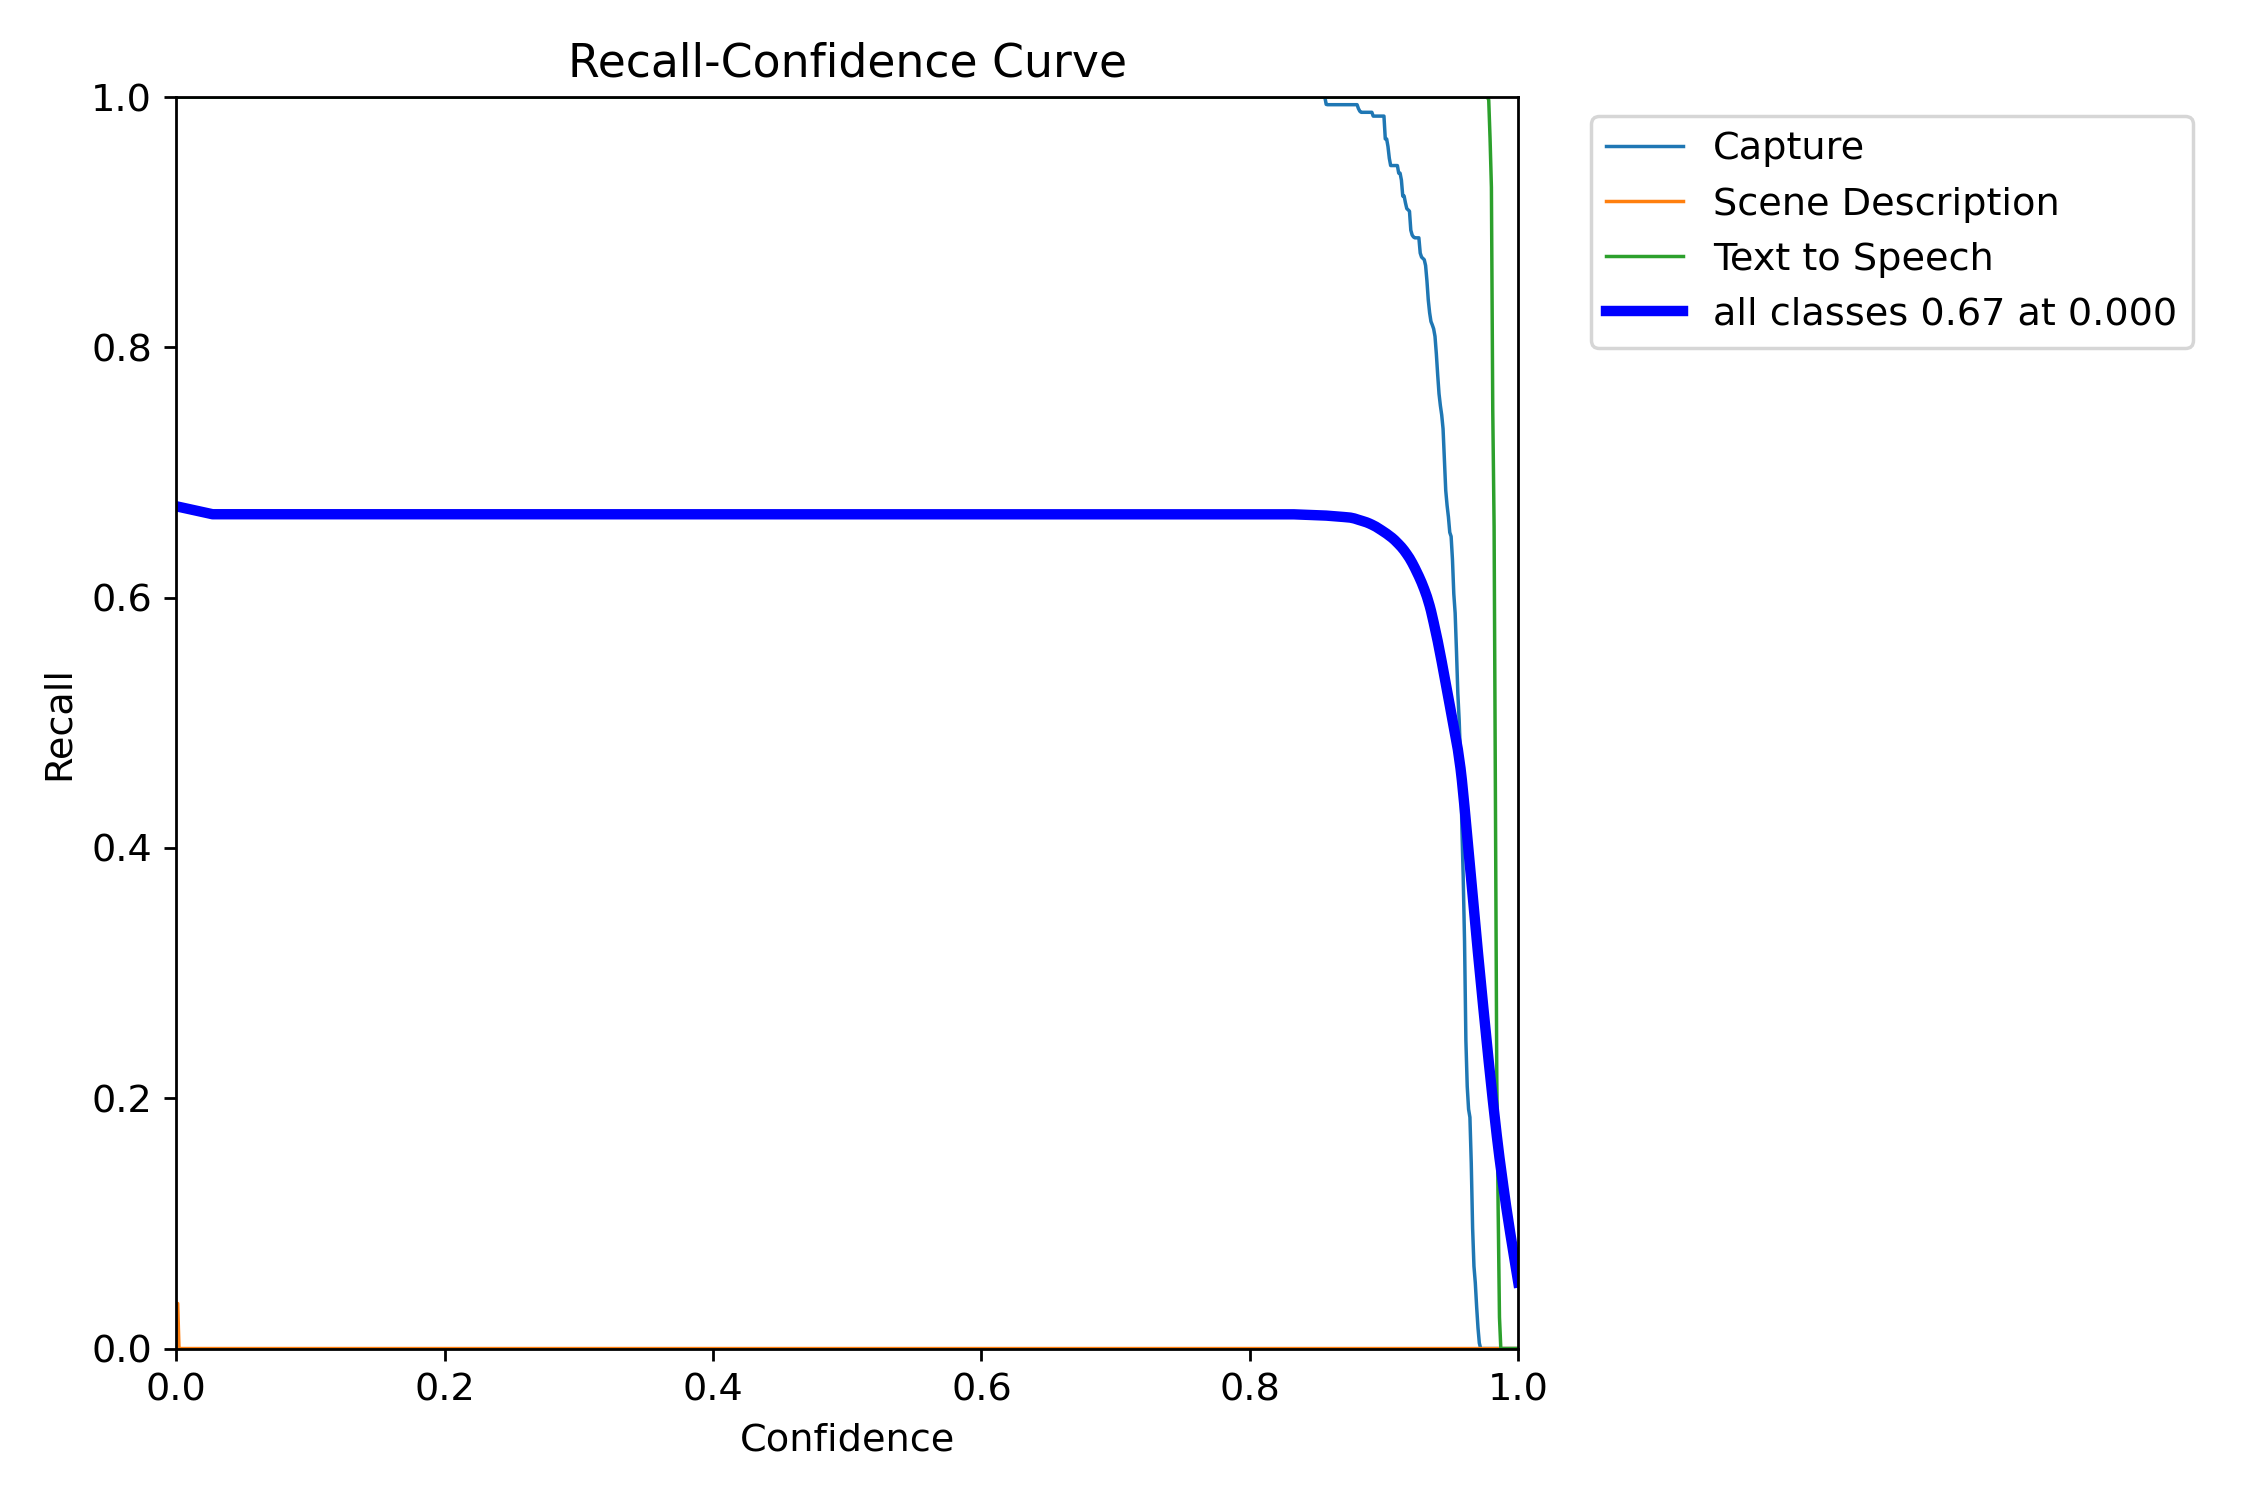 Recall-Confidence Curve
1.0
0.8
0.6
0.4
0.2
0.0
Recall
0.0 0.2 0.4 0.6 0.8 1.0
Confidence
Capture
Scene Description
Text to Speech
all classes 0.67 at 0.000